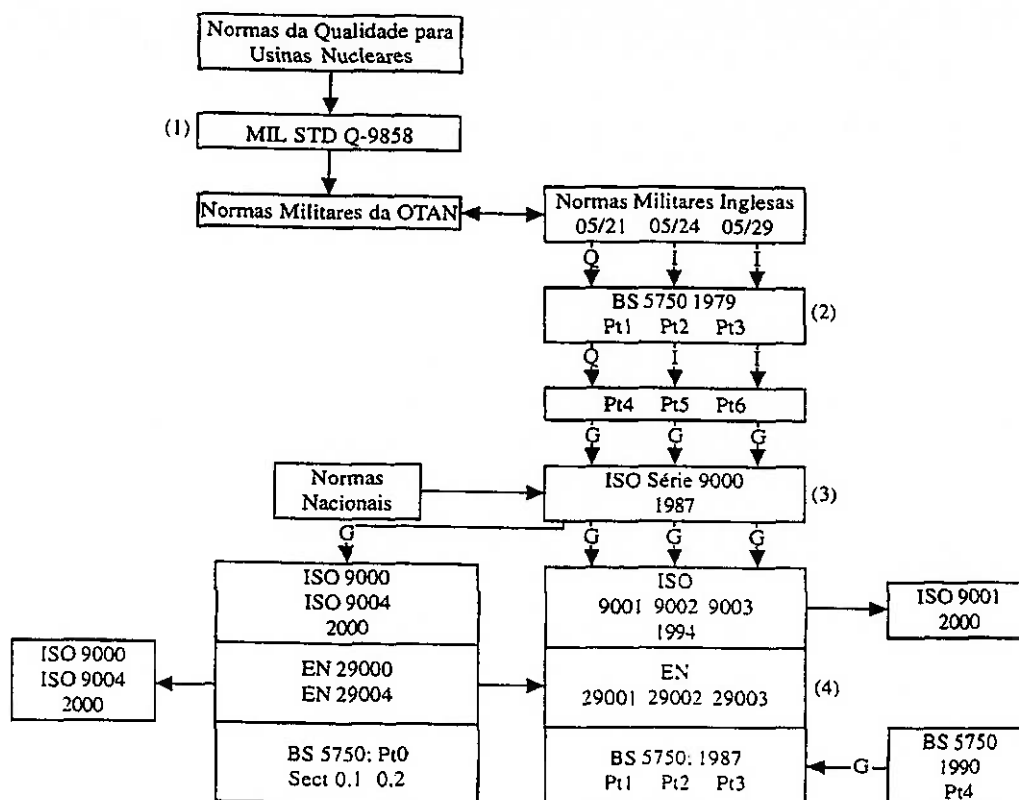 Normas da Qualidade para
Usinas Nucleares
(1)
MIL STD Q-9858
Normas Militares da OTAN
Normas Militares Inglesas
05/21 05/24 05/29
Q I I
BS 5750 1979
Pt1 Pt2 Pt3
(2)
Q I I
Pt4 Pt5 Pt6
G G G
Normas
Nacionais
ISO Série 9000
1987
(3)
G G G G
ISO 9000
ISO 9004
2000
ISO
9001 9002 9003
1994
ISO 9001
2000
ISO 9000
ISO 9004
2000
EN 29000
EN 29004
EN
29001 29002 29003
(4)
BS 5750: Pt0
Sect 0.1 0.2
BS 5750: 1987
Pt1 Pt2 Pt3
G
BS 5750
1990
Pt4